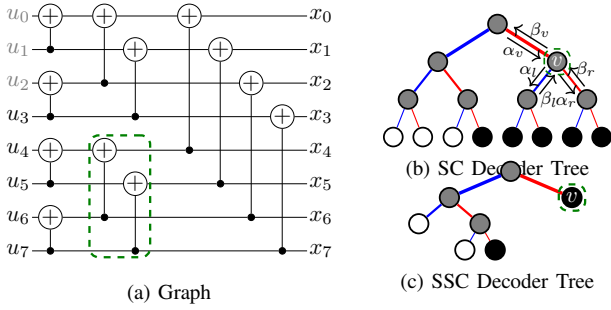 u₀ x₀
u₁ x₁
u₂ x₂
u₃ x₃
u₄ x₄
u₅ x₅
u₆ x₆
u₇ x₇
(a) Graph
αᵥ βᵥ
v
αₗ βₗ αᵣ βᵣ
(b) SC Decoder Tree
v
(c) SSC Decoder Tree